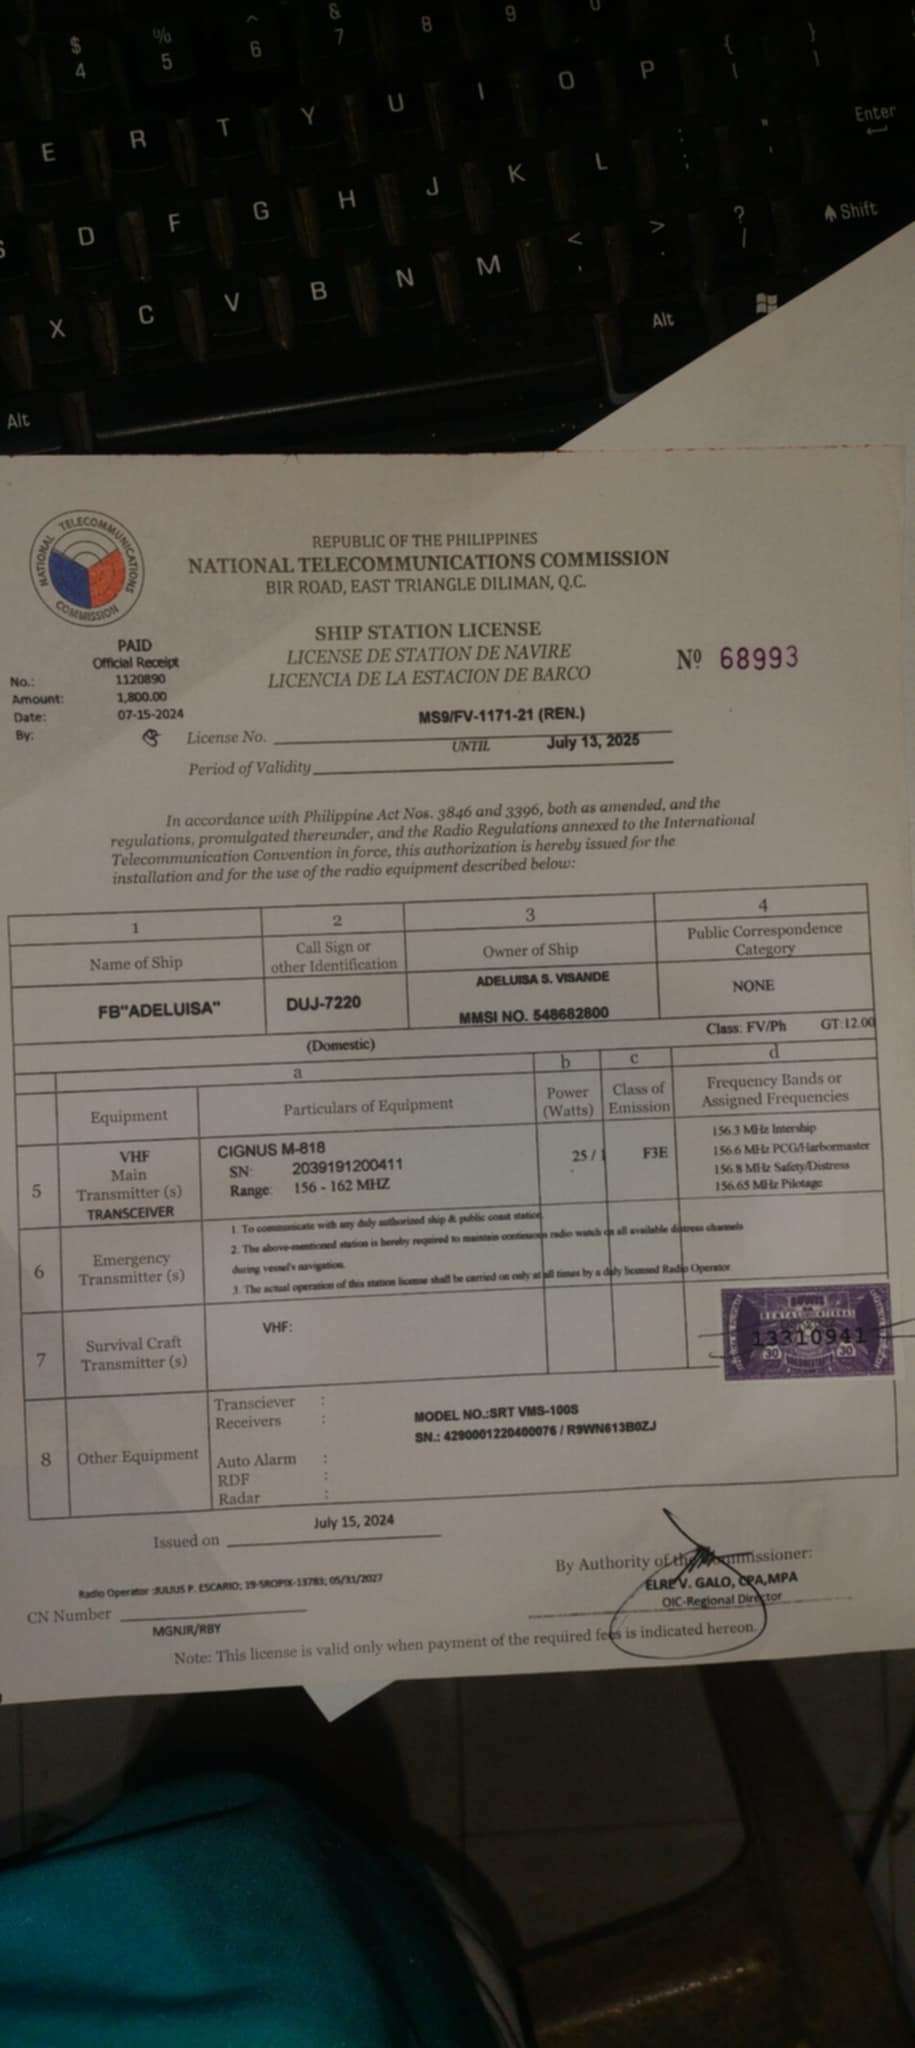 $ 4
% 5
^ 6
& 7
8
9
E R T Y U I O P { [ } ]
D F G H J K L : ; " ' Enter
X C V B N M < , > . ? / Shift
Alt
Alt
NATIONAL TELECOMMUNICATIONS COMMISSION
REPUBLIC OF THE PHILIPPINES
NATIONAL TELECOMMUNICATIONS COMMISSION
BIR ROAD, EAST TRIANGLE DILIMAN, Q.C.
PAID
Official Receipt
No.: 1120890
Amount: 1,800.00
Date: 07-15-2024
By:
SHIP STATION LICENSE
LICENSE DE STATION DE NAVIRE
LICENCIA DE LA ESTACION DE BARCO
Nº 68993
License No. MS9/FV-1171-21 (REN.)
Period of Validity UNTIL July 13, 2025
In accordance with Philippine Act Nos. 3846 and 3396, both as amended, and the
regulations, promulgated thereunder, and the Radio Regulations annexed to the International
Telecommunication Convention in force, this authorization is hereby issued for the
installation and for the use of the radio equipment described below:
1 2 3 4
Name of Ship
Call Sign or
other Identification
Owner of Ship
Public Correspondence
Category
FB"ADELUISA"
DUJ-7220
ADELUISA S. VISANDE
MMSI NO. 548682800
NONE
(Domestic)
Class: FV/Ph GT:12.00
a b c d
Equipment
Particulars of Equipment
Power
(Watts)
Class of
Emission
Frequency Bands or
Assigned Frequencies
5
VHF
Main
Transmitter (s)
TRANSCEIVER
CIGNUS M-818
SN: 2039191200411
Range: 156 - 162 MHZ
25 / 1
F3E
156.3 MHz Intership
156.6 MHz PCG/Harbormaster
156.8 MHz Safety/Distress
156.65 MHz Pilotage
6
Emergency
Transmitter (s)
1. To communicate with any duly authorized ship & public coast station.
2. The above-mentioned station is hereby required to maintain continuous radio watch on all available distress channels
during vessel's navigation.
3. The actual operation of this station license shall be carried on only at all times by a duly licensed Radio Operator
7
Survival Craft
Transmitter (s)
VHF:
13310941
30 30
8
Other Equipment
Transciever :
Receivers :
Auto Alarm :
RDF :
Radar :
MODEL NO.:SRT VMS-100S
SN.: 4290001220400076 / R9WN613B0ZJ
Issued on July 15, 2024
By Authority of the Commissioner:
ELRE V. GALO, CPA,MPA
OIC-Regional Director
Radio Operator :JULIUS P. ESCARIO; 19-SROPIX-13783; 05/31/2027
CN Number
MGNJR/RBY
Note: This license is valid only when payment of the required fees is indicated hereon.